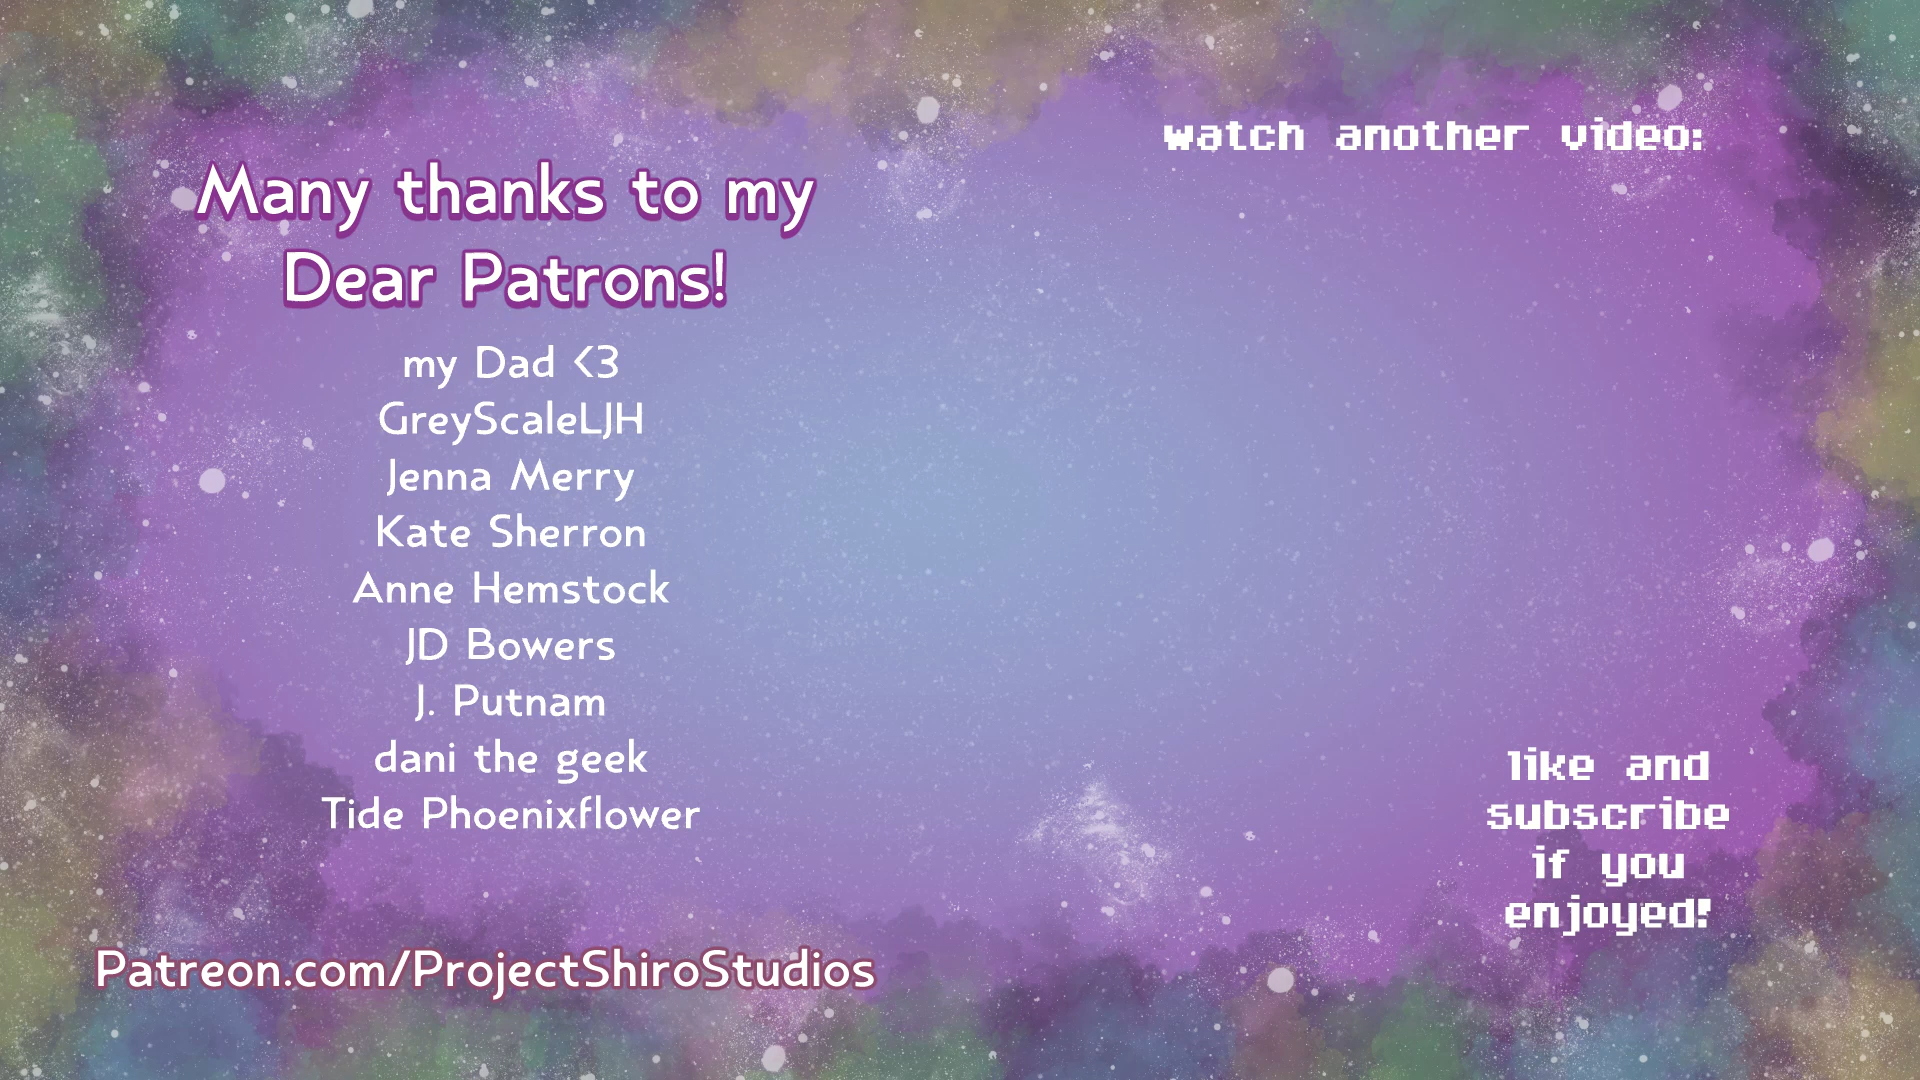 Many thanks to my
Dear Patrons!
my Dad <3
GreyScaleLJH
Jenna Merry
Kate Sherron
Anne Hemstock
JD Bowers
J. Putnam
dani the geek
Tide Phoenixflower
Patreon.com/ProjectShiroStudios
watch another video:
like and
subscribe
if you
enjoyed!